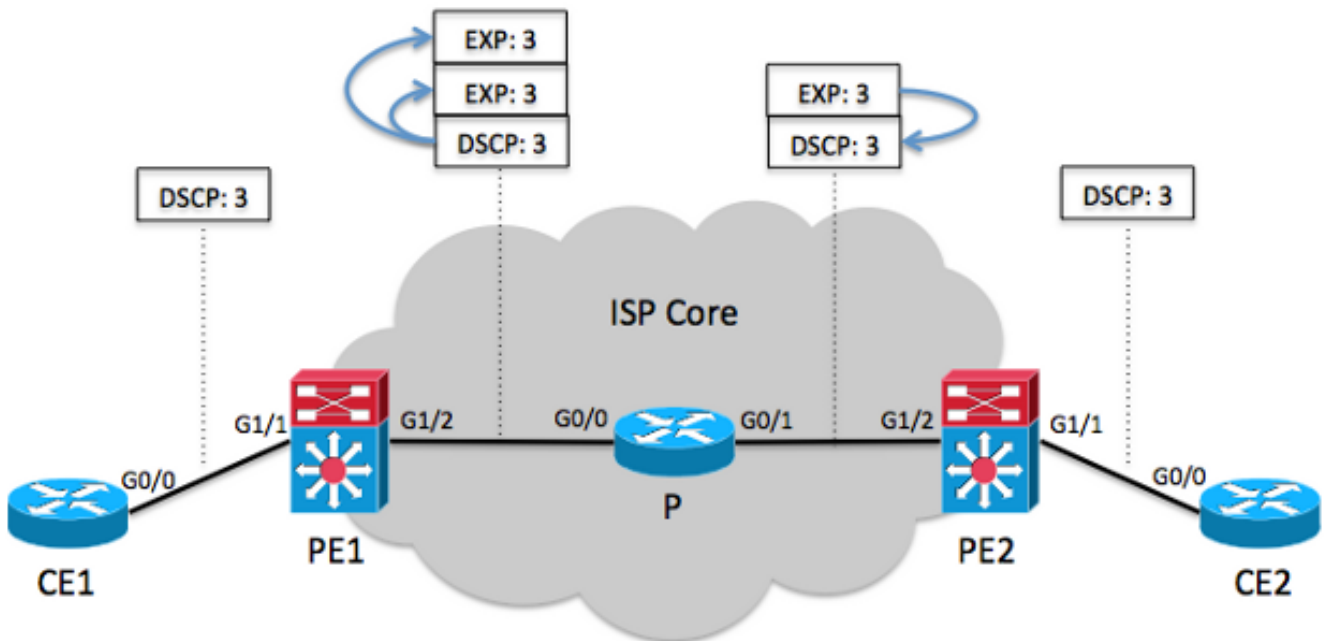 EXP: 3
EXP: 3
DSCP: 3
EXP: 3
DSCP: 3
DSCP: 3
DSCP: 3
ISP Core
G1/1
G1/2
G0/0
G0/1
G1/2
G1/1
G0/0
G0/0
P
PE1
PE2
CE1
CE2